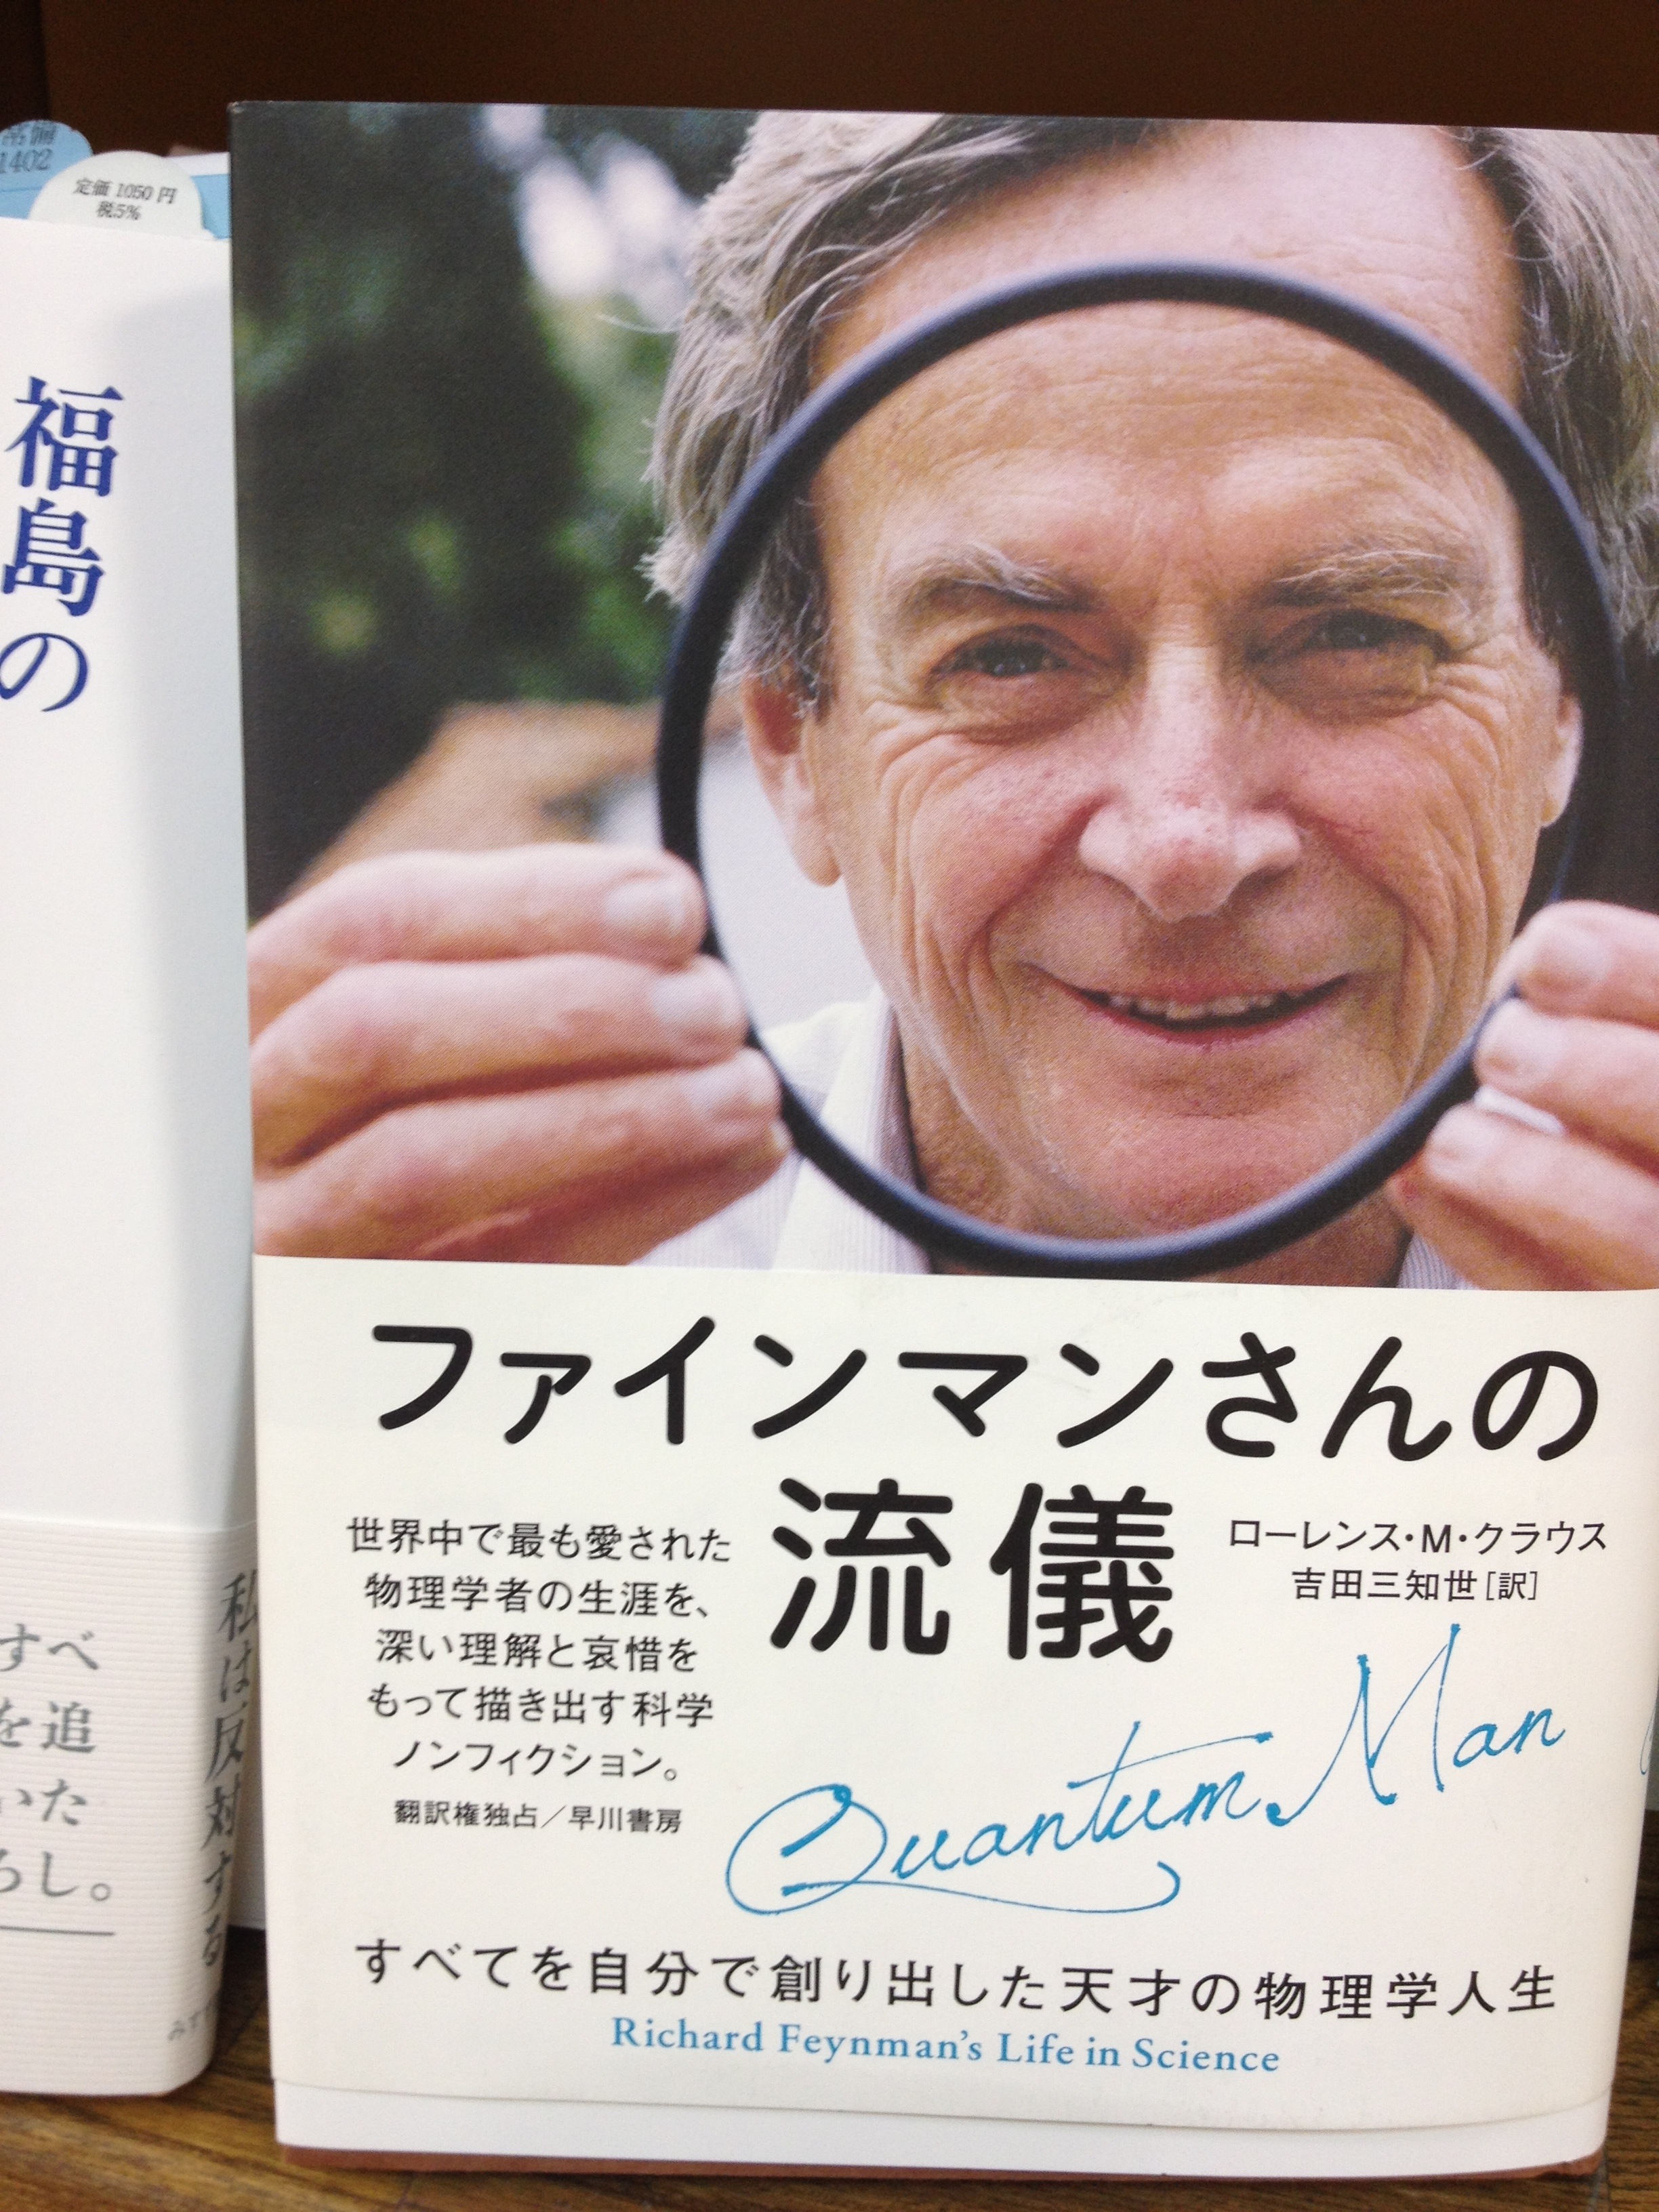 1402
定価 1050 円
税5%
福島の
すべ
を追
いた
ろし。
私は反対する
みす
ファインマンさんの
流儀
世界中で最も愛された
物理学者の生涯を、
深い理解と哀惜を
もって描き出す科学
ノンフィクション。
翻訳権独占／早川書房
ローレンス・M・クラウス
吉田三知世［訳］
Quantum Man
すべてを自分で創り出した天才の物理学人生
Richard Feynman's Life in Science